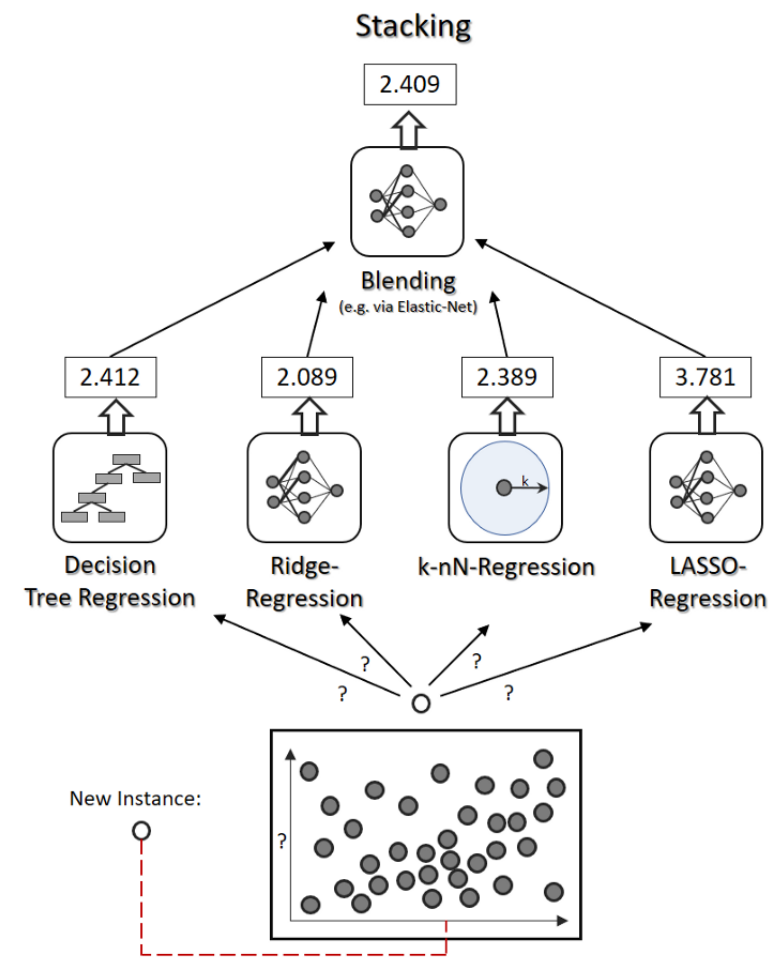 Stacking
2.409
Blending
(e.g. via Elastic-Net)
2.412
2.089
2.389
3.781
k
Decision
Tree Regression
Ridge-
Regression
k-nN-Regression
LASSO-
Regression
?
?
?
?
New Instance:
?